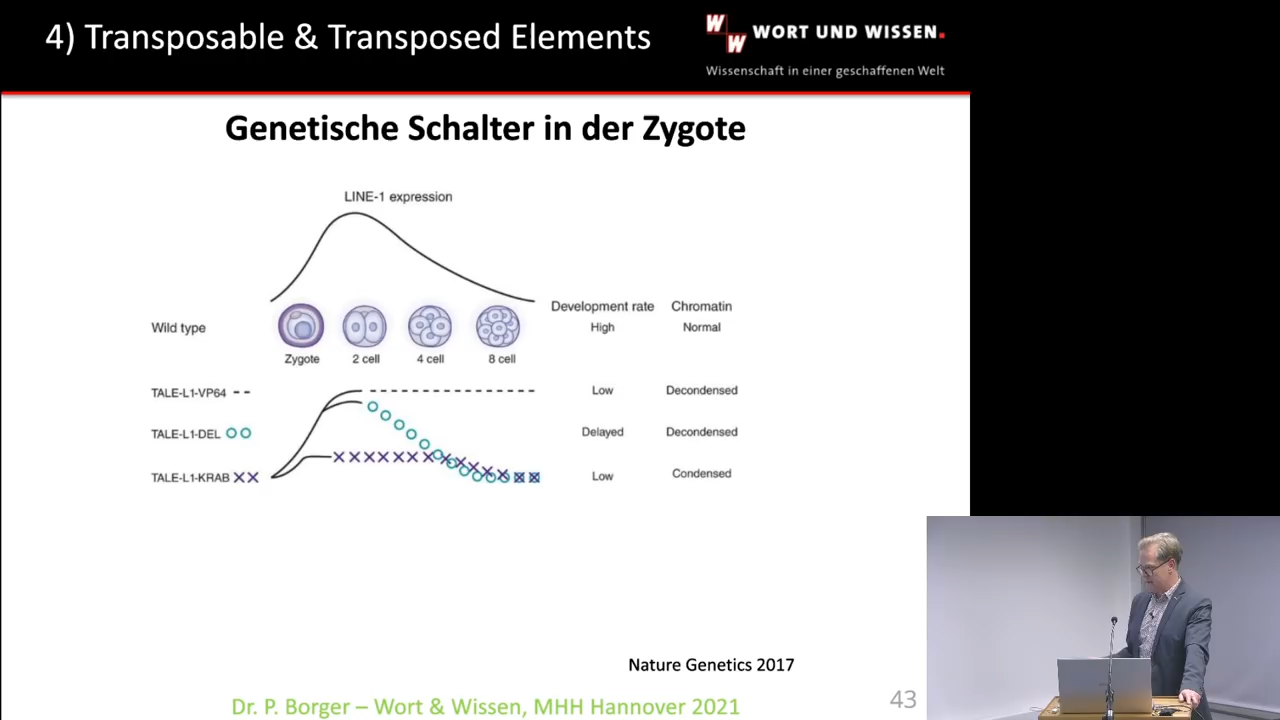 4) Transposable & Transposed Elements
W
W
WORT UND WISSEN.
Wissenschaft in einer geschaffenen Welt
Genetische Schalter in der Zygote
LINE-1 expression
Development rate Chromatin
Wild type High Normal
Zygote 2 cell 4 cell 8 cell
TALE-L1-VP64 Low Decondensed
TALE-L1-DEL Delayed Decondensed
TALE-L1-KRAB Low Condensed
Nature Genetics 2017
Dr. P. Borger – Wort & Wissen, MHH Hannover 2021
43